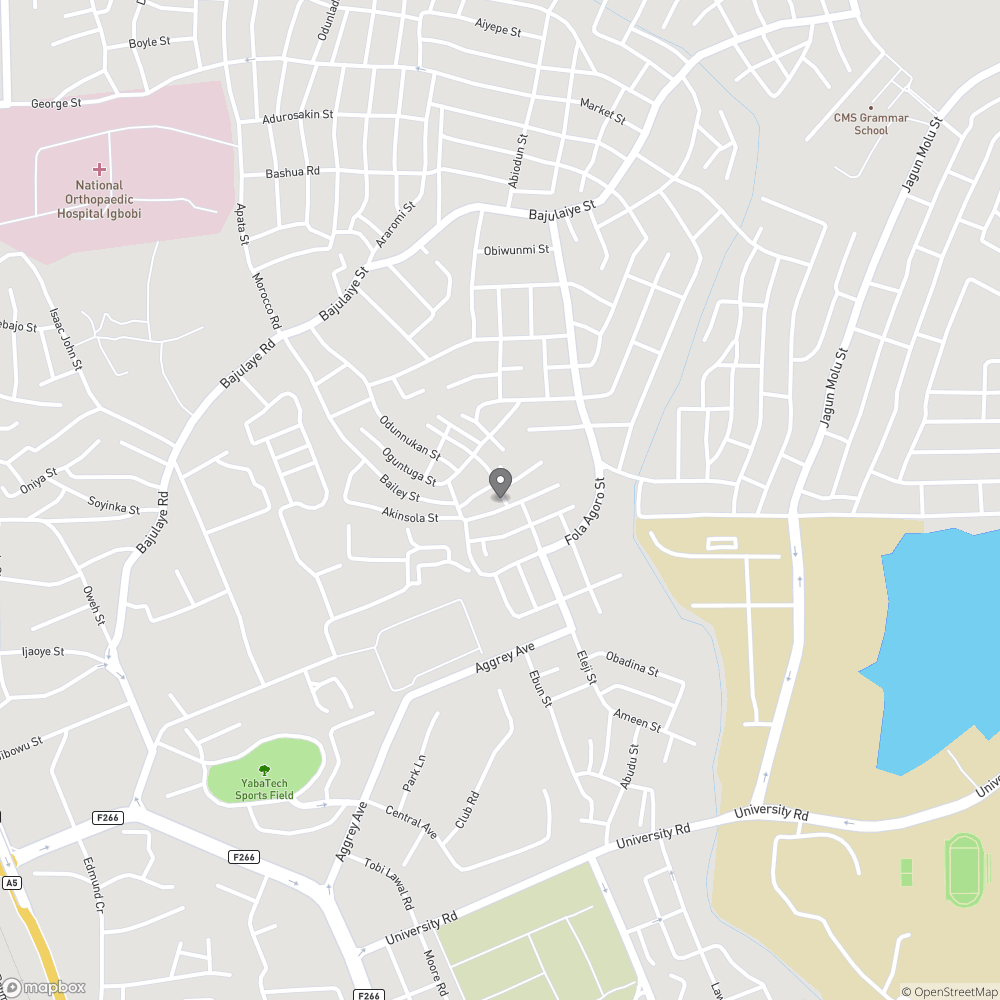 Aiyepe St
Boyle St
George St
Adurosakin St
Market St
CMS Grammar
School
Jagun Molu St
Abiodun St
Bashua Rd
National
Orthopaedic
Hospital Igbobi
Apata St
Araromi St
Bajulaiye St
Obiwunmi St
Morocco Rd
Bajulaiye St
Isaac John St
Bajulaye Rd
Jagun Molu St
Odunnukan St
Oguntuga St
Bailey St
Akinsola St
Oniya St
Soyinka St
Bajulaye Rd
Fola Agoro St
Oweh St
Ijaoye St
Aggrey Ave
Eleji St
Obadina St
Ebun St
Ameen St
Abudu St
YabaTech
Sports Field
Park Ln
Club Rd
Central Ave
Aggrey Ave
F266
F266
University Rd
University Rd
A5
Edmund Cr
Tobi Lawal Rd
University Rd
Moore Rd
F266
mapbox
© OpenStreetMap